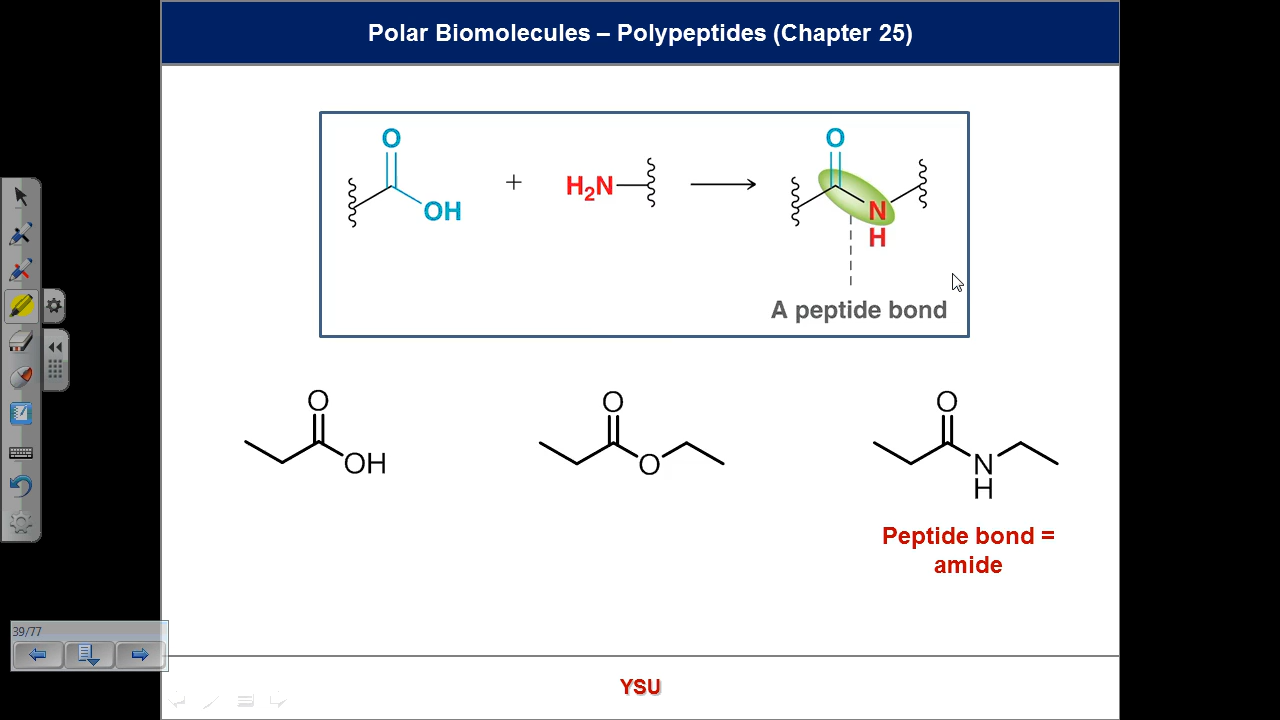 Polar Biomolecules – Polypeptides (Chapter 25)
O
OH
+
H₂N
O
N
H
A peptide bond
O
OH
O
O
O
N
H
Peptide bond =
amide
39/77
YSU